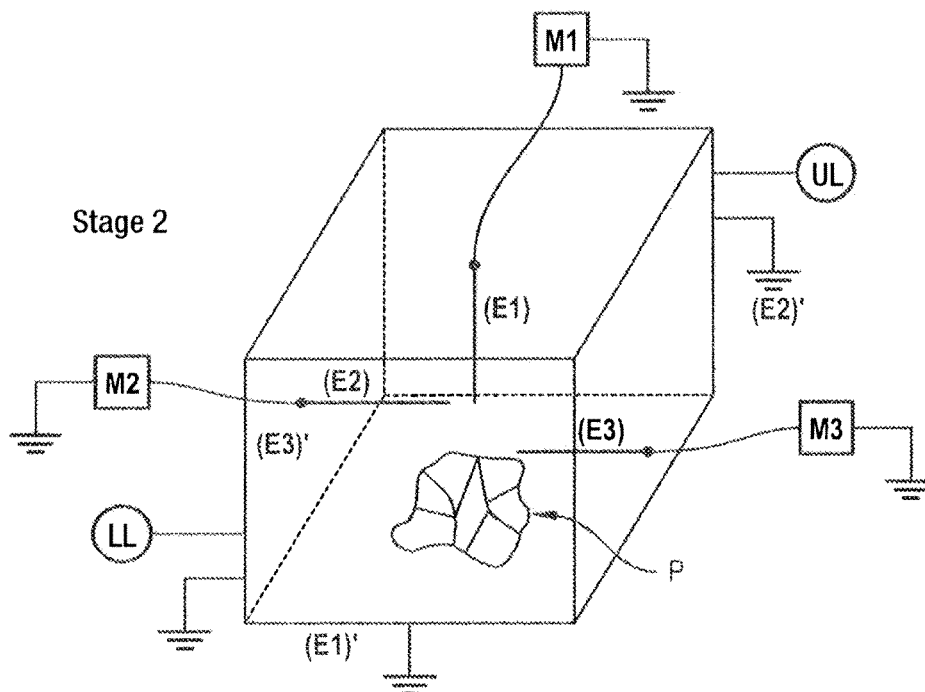 M1
UL
Stage 2
(E1)
(E2)'
M2
(E2)
(E3)'
(E3)
M3
LL
P
(E1)'